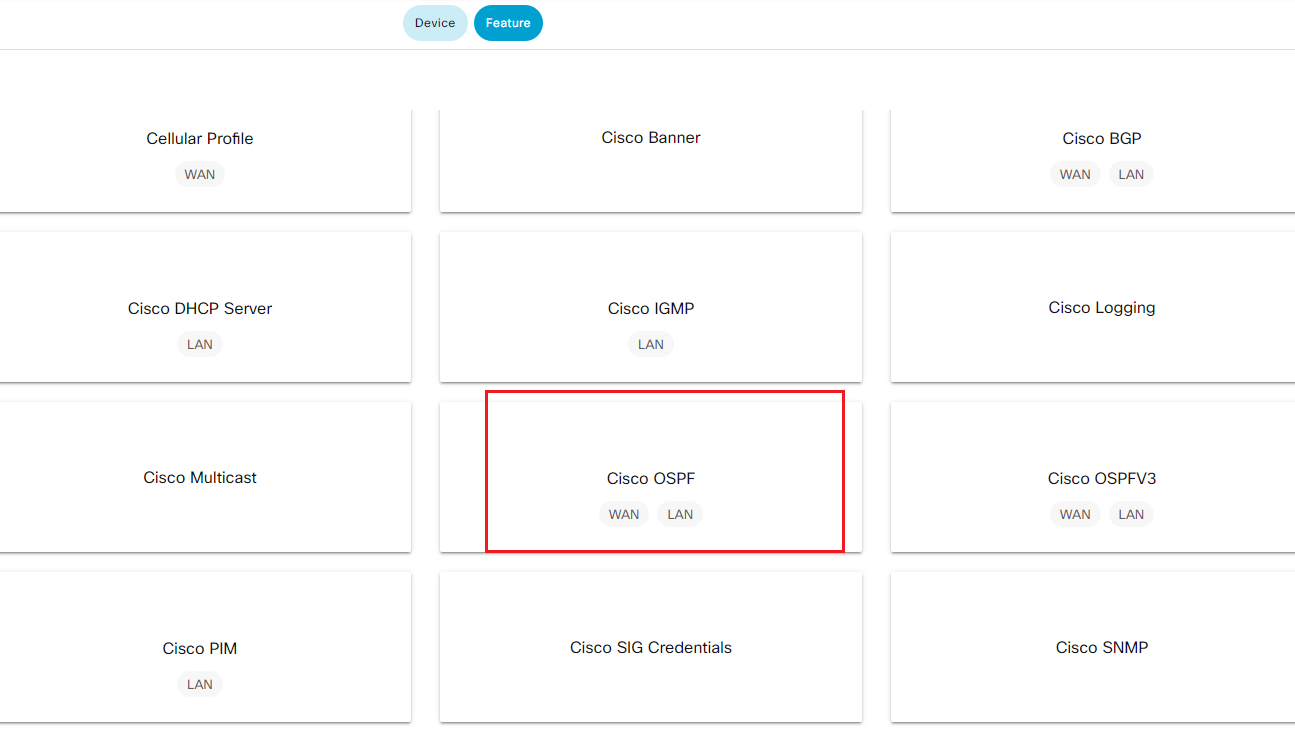 Device Feature
Cellular Profile
WAN
Cisco Banner
Cisco BGP
WAN LAN
Cisco DHCP Server
LAN
Cisco IGMP
LAN
Cisco Logging
Cisco Multicast
Cisco OSPF
WAN LAN
Cisco OSPFV3
WAN LAN
Cisco PIM
LAN
Cisco SIG Credentials
Cisco SNMP